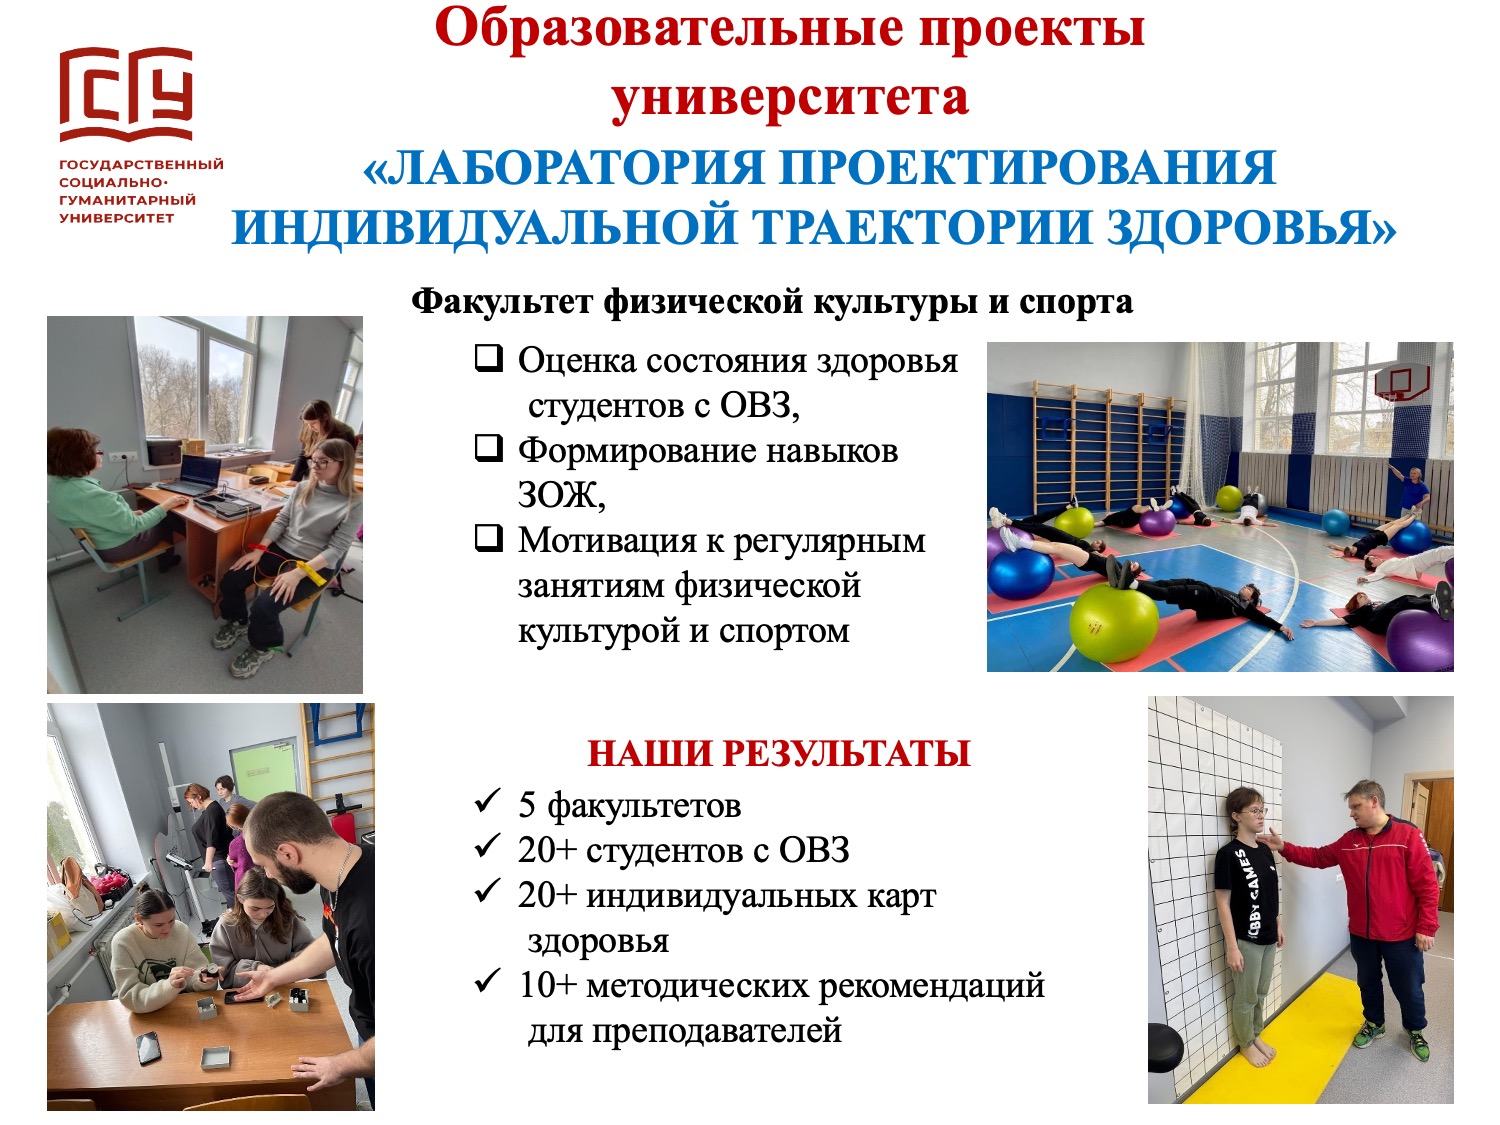 Образовательные проекты
университета
ГСГУ
ГОСУДАРСТВЕННЫЙ
СОЦИАЛЬНО-
ГУМАНИТАРНЫЙ
УНИВЕРСИТЕТ
«ЛАБОРАТОРИЯ ПРОЕКТИРОВАНИЯ
ИНДИВИДУАЛЬНОЙ ТРАЕКТОРИИ ЗДОРОВЬЯ»
Факультет физической культуры и спорта
❑ Оценка состояния здоровья
студентов с ОВЗ,
❑ Формирование навыков
ЗОЖ,
❑ Мотивация к регулярным
занятиям физической
культурой и спортом
НАШИ РЕЗУЛЬТАТЫ
✓ 5 факультетов
✓ 20+ студентов с ОВЗ
✓ 20+ индивидуальных карт
здоровья
✓ 10+ методических рекомендаций
для преподавателей
GAMES